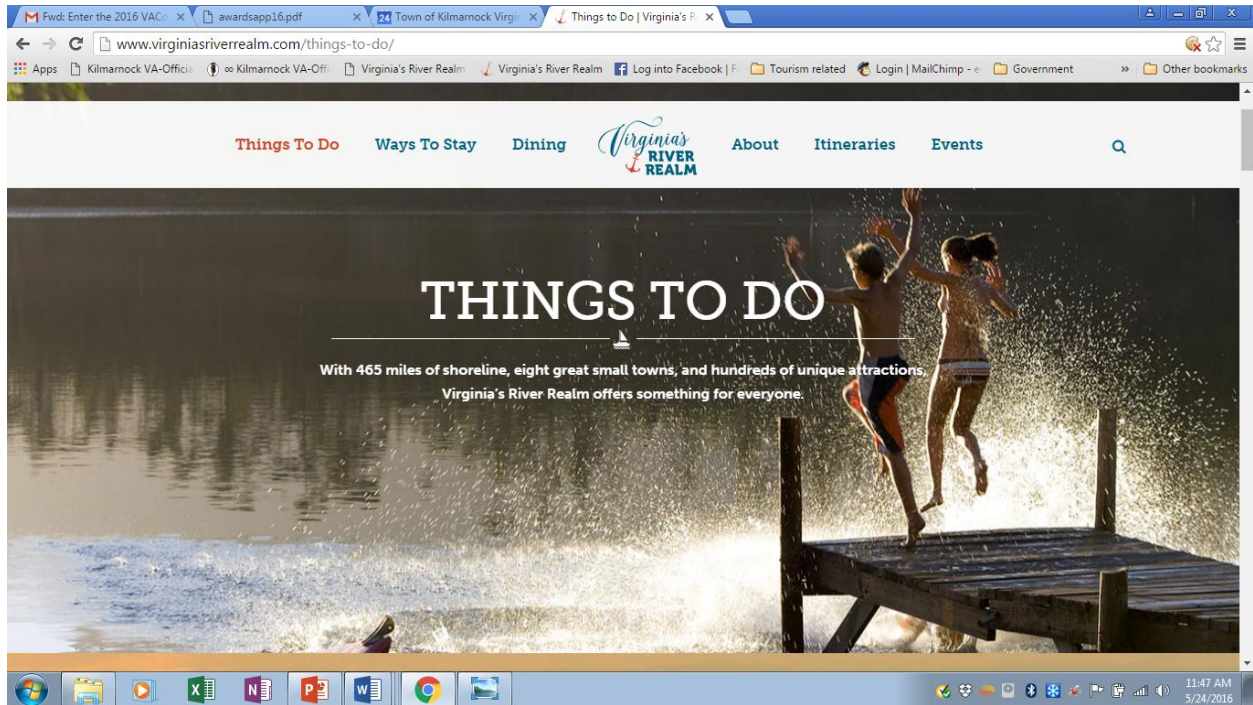 Fwd: Enter the 2016 VACo
awardsapp16.pdf
24 Town of Kilmarnock Virgin
Things to Do | Virginia's R
www.virginiasriverrealm.com/things-to-do/
Apps Kilmarnock VA-Officia ∞ Kilmarnock VA-Offi Virginia's River Realm Virginia's River Realm Log into Facebook | F Tourism related Login | MailChimp - e Government » Other bookmarks
Things To Do Ways To Stay Dining Virginia's RIVER REALM About Itineraries Events
THINGS TO DO
With 465 miles of shoreline, eight great small towns, and hundreds of unique attractions,
Virginia's River Realm offers something for everyone.
11:47 AM
5/24/2016